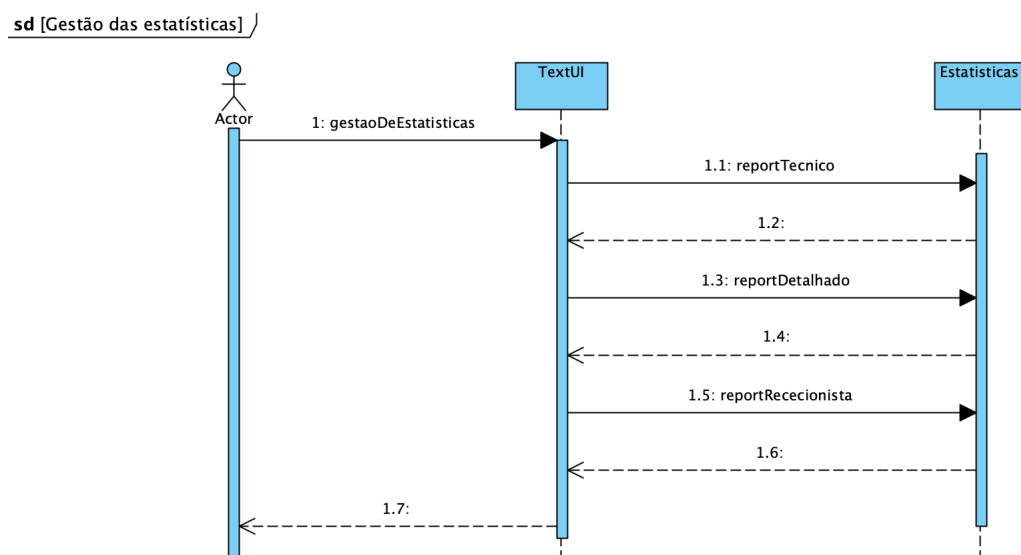 sd [Gestão das estatísticas]
TextUI
Estatisticas
Actor
1: gestaoDeEstatisticas
1.1: reportTecnico
1.2:
1.3: reportDetalhado
1.4:
1.5: reportRececionista
1.6:
1.7: